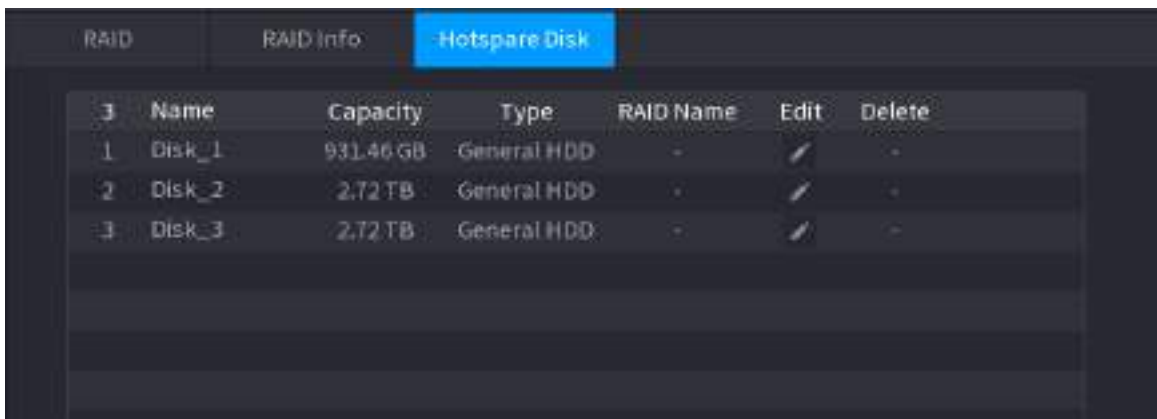 RAID RAID Info Hotspare Disk
3 Name Capacity Type RAID Name Edit Delete
1 Disk_1 931.46 GB General HDD - -
2 Disk_2 2.72 TB General HDD - -
3 Disk_3 2.72 TB General HDD - -